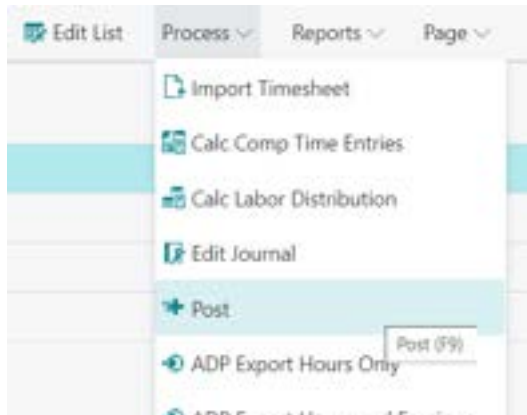 Edit List Process Reports Page
Import Timesheet
Calc Comp Time Entries
Calc Labor Distribution
Edit Journal
Post
Post (F9)
ADP Export Hours Only